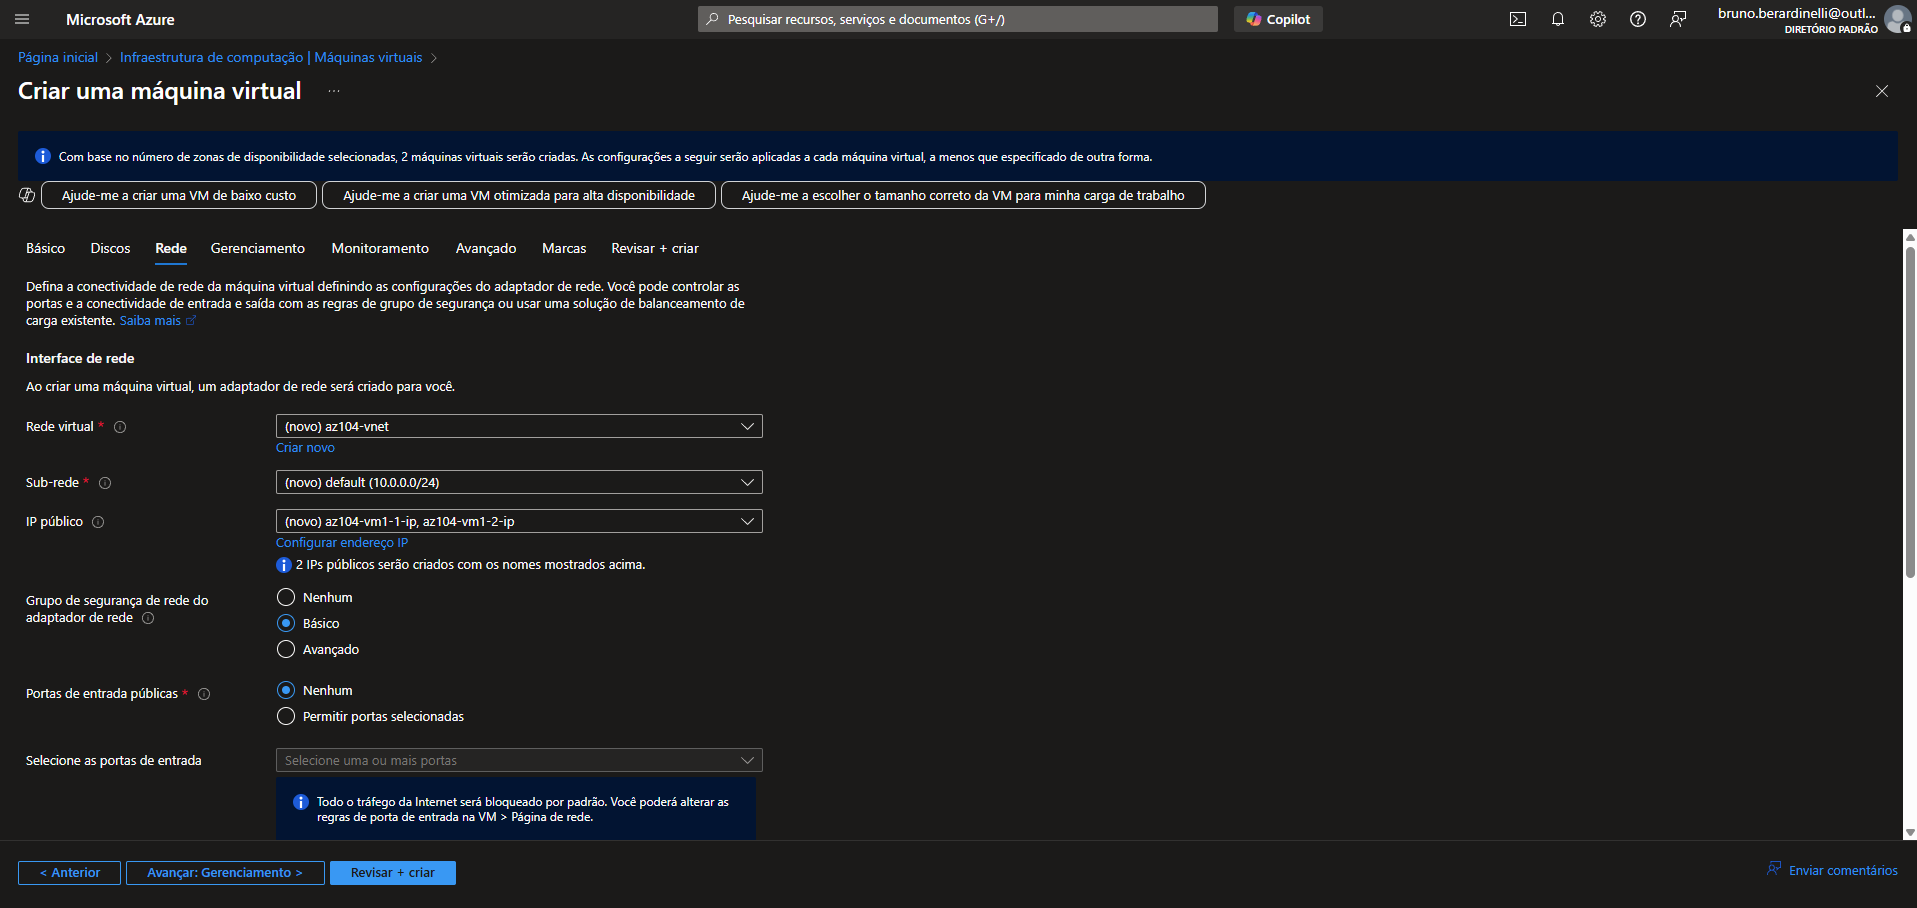 Microsoft Azure
Pesquisar recursos, serviços e documentos (G+/)
Copilot
bruno.berardinelli@outl...
DIRETÓRIO PADRÃO
Página inicial > Infraestrutura de computação | Máquinas virtuais >
Criar uma máquina virtual ...
Com base no número de zonas de disponibilidade selecionadas, 2 máquinas virtuais serão criadas. As configurações a seguir serão aplicadas a cada máquina virtual, a menos que especificado de outra forma.
Ajude-me a criar uma VM de baixo custo
Ajude-me a criar uma VM otimizada para alta disponibilidade
Ajude-me a escolher o tamanho correto da VM para minha carga de trabalho
Básico Discos Rede Gerenciamento Monitoramento Avançado Marcas Revisar + criar
Defina a conectividade de rede da máquina virtual definindo as configurações do adaptador de rede. Você pode controlar as
portas e a conectividade de entrada e saída com as regras de grupo de segurança ou usar uma solução de balanceamento de
carga existente. Saiba mais
Interface de rede
Ao criar uma máquina virtual, um adaptador de rede será criado para você.
Rede virtual *
(novo) az104-vnet
Criar novo
Sub-rede *
(novo) default (10.0.0.0/24)
IP público
(novo) az104-vm1-1-ip, az104-vm1-2-ip
Configurar endereço IP
2 IPs públicos serão criados com os nomes mostrados acima.
Grupo de segurança de rede do
adaptador de rede
Nenhum
Básico
Avançado
Portas de entrada públicas *
Nenhum
Permitir portas selecionadas
Selecione as portas de entrada
Selecione uma ou mais portas
Todo o tráfego da Internet será bloqueado por padrão. Você poderá alterar as
regras de porta de entrada na VM > Página de rede.
< Anterior
Avançar: Gerenciamento >
Revisar + criar
Enviar comentários